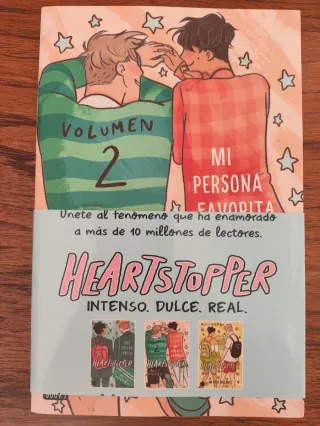 VOLUMEN
2
MI
PERSONA
FAVORITA
Únete al fenómeno que ha enamorado
a más de 10 millones de lectores.
HEARTSTOPPER
INTENSO. DULCE. REAL.